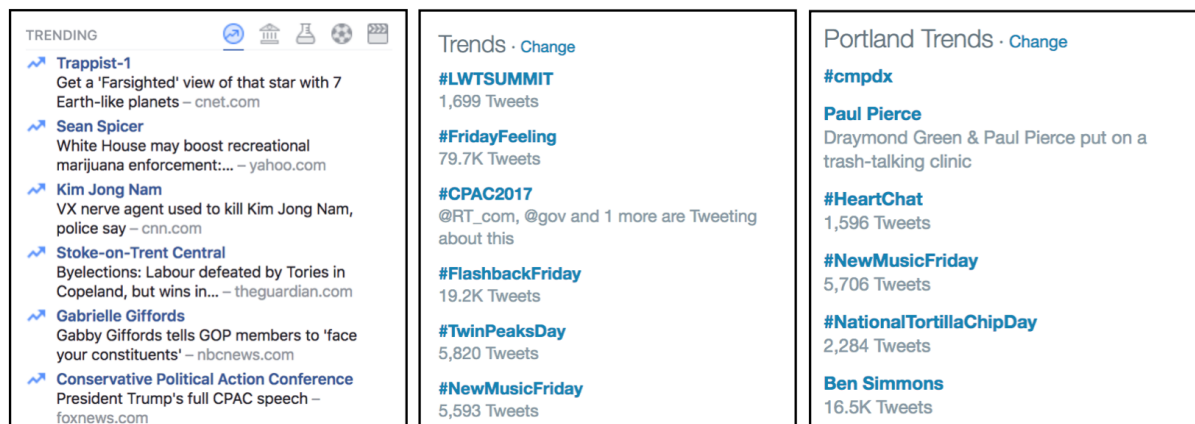 TRENDING
Trippist-1
Get a 'Farsighted' view of that star with 7
Earth-like planets – cnet.com
Sean Spicer
White House may boost recreational
marijuana enforcement:... – yahoo.com
Kim Jong Nam
VX nerve agent used to kill Kim Jong Nam,
police say – cnn.com
Stoke-on-Trent Central
Byelections: Labour defeated by Tories in
Copeland, but wins in... – theguardian.com
Gabrielle Giffords
Gabby Giffords tells GOP members to 'face
your constituents' – nbcnews.com
Conservative Political Action Conference
President Trump's full CPAC speech –
foxnews.com
Trends · Change
#LWTSUMMIT
1,699 Tweets
#FridayFeeling
79.7K Tweets
#CPAC2017
@RT_com, @gov and 1 more are Tweeting
about this
#FlashbackFriday
19.2K Tweets
#TwinPeaksDay
5,820 Tweets
#NewMusicFriday
5,593 Tweets
Portland Trends · Change
#cmpdx
Paul Pierce
Draymond Green & Paul Pierce put on a
trash-talking clinic
#HeartChat
1,596 Tweets
#NewMusicFriday
5,706 Tweets
#NationalTortillaChipDay
2,284 Tweets
Ben Simmons
16.5K Tweets